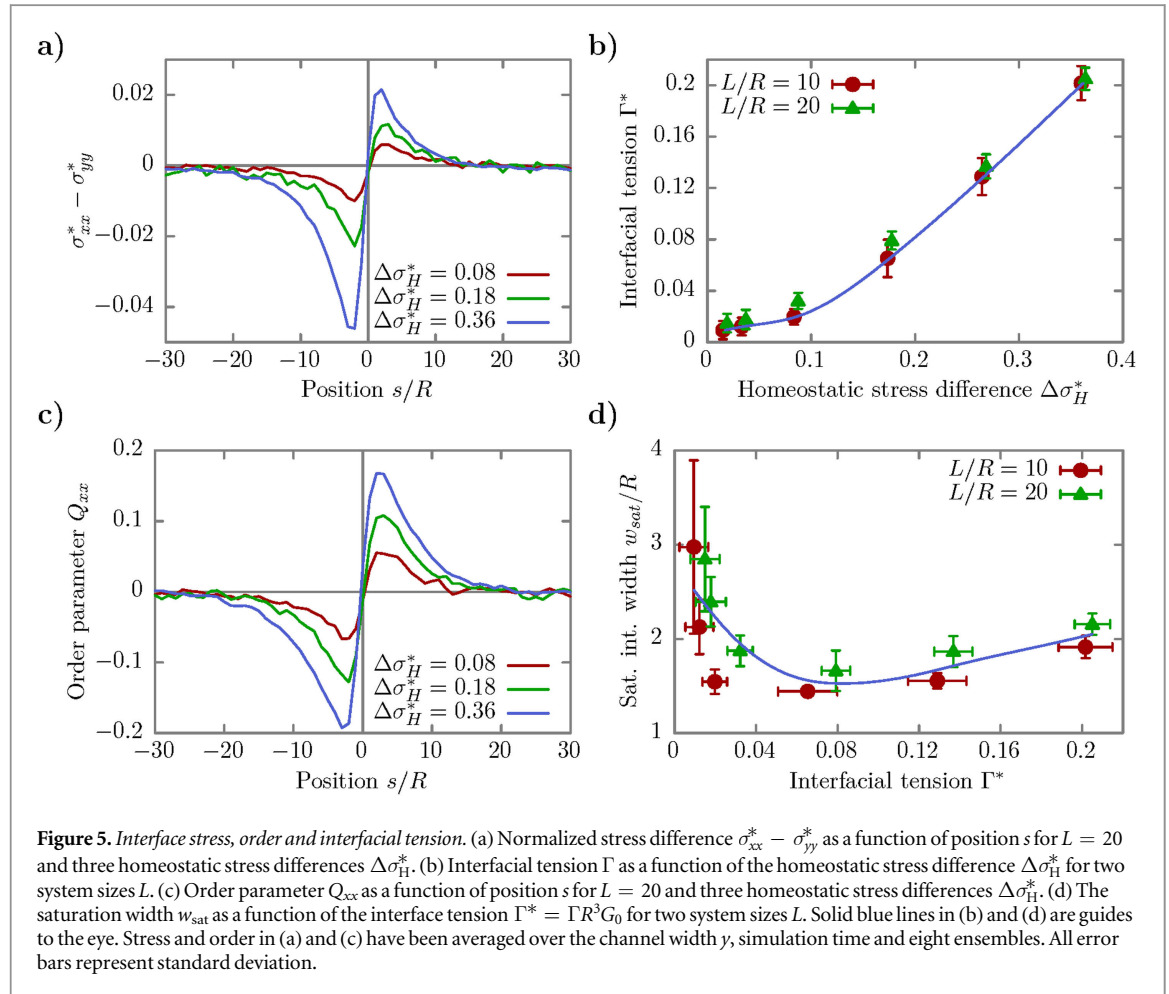 a)
0.02
0
−0.02
−0.04
σ*xx − σ*yy
Δσ*H = 0.08
Δσ*H = 0.18
Δσ*H = 0.36
−30 −20 −10 0 10 20 30
Position s/R
b)
0.2
0.16
0.12
0.08
0.04
0
Interfacial tension Γ*
L/R = 10
L/R = 20
0 0.1 0.2 0.3 0.4
Homeostatic stress difference Δσ*H
c)
0.2
0.1
0
−0.1
−0.2
Order parameter Qxx
Δσ*H = 0.08
Δσ*H = 0.18
Δσ*H = 0.36
−30 −20 −10 0 10 20 30
Position s/R
d)
4
3
2
1
Sat. int. width wsat/R
L/R = 10
L/R = 20
0 0.04 0.08 0.12 0.16 0.2
Interfacial tension Γ*
Figure 5. Interface stress, order and interfacial tension. (a) Normalized stress difference σ*xx − σ*yy as a function of position s for L = 20
and three homeostatic stress differences Δσ*H. (b) Interfacial tension Γ as a function of the homeostatic stress difference Δσ*H for two
system sizes L. (c) Order parameter Qxx as a function of position s for L = 20 and three homeostatic stress differences Δσ*H. (d) The
saturation width wsat as a function of the interface tension Γ* = ΓR³G0 for two system sizes L. Solid blue lines in (b) and (d) are guides
to the eye. Stress and order in (a) and (c) have been averaged over the channel width y, simulation time and eight ensembles. All error
bars represent standard deviation.